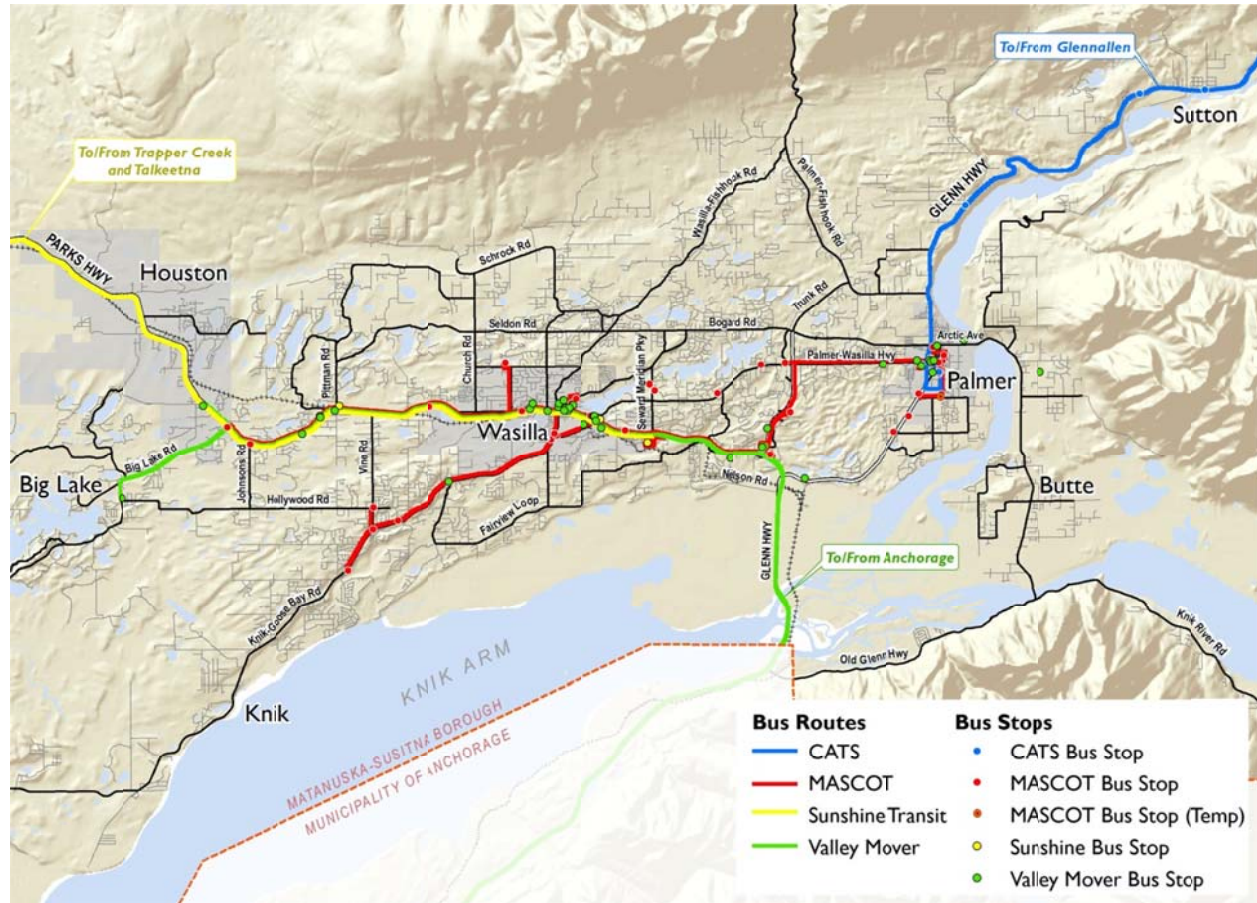 To/From Glennallen
Sutton
To/From Trapper Creek
and Talkeetna
GLENN HWY
Wasilla-Fishhook Rd
Palmer-Fishhook Rd
PARKS HWY
Houston
Schrock Rd
Trunk Rd
Seldon Rd
Bogard Rd
Arctic Ave
Pittman Rd
Church Rd
Seward Meridian Pky
Palmer-Wasilla Hwy
Palmer
Wasilla
Big Lake Rd
Johnsons Rd
Vine Rd
Big Lake
Hollywood Rd
Nelson Rd
Butte
Fairview Loop
GLENN HWY
To/From Anchorage
Knik-Goose Bay Rd
Knik River Rd
KNIK ARM
Old Glenn Hwy
Knik
MATANUSKA-SUSITNA BOROUGH
MUNICIPALITY OF ANCHORAGE
Bus Routes
CATS
MASCOT
Sunshine Transit
Valley Mover
Bus Stops
CATS Bus Stop
MASCOT Bus Stop
MASCOT Bus Stop (Temp)
Sunshine Bus Stop
Valley Mover Bus Stop